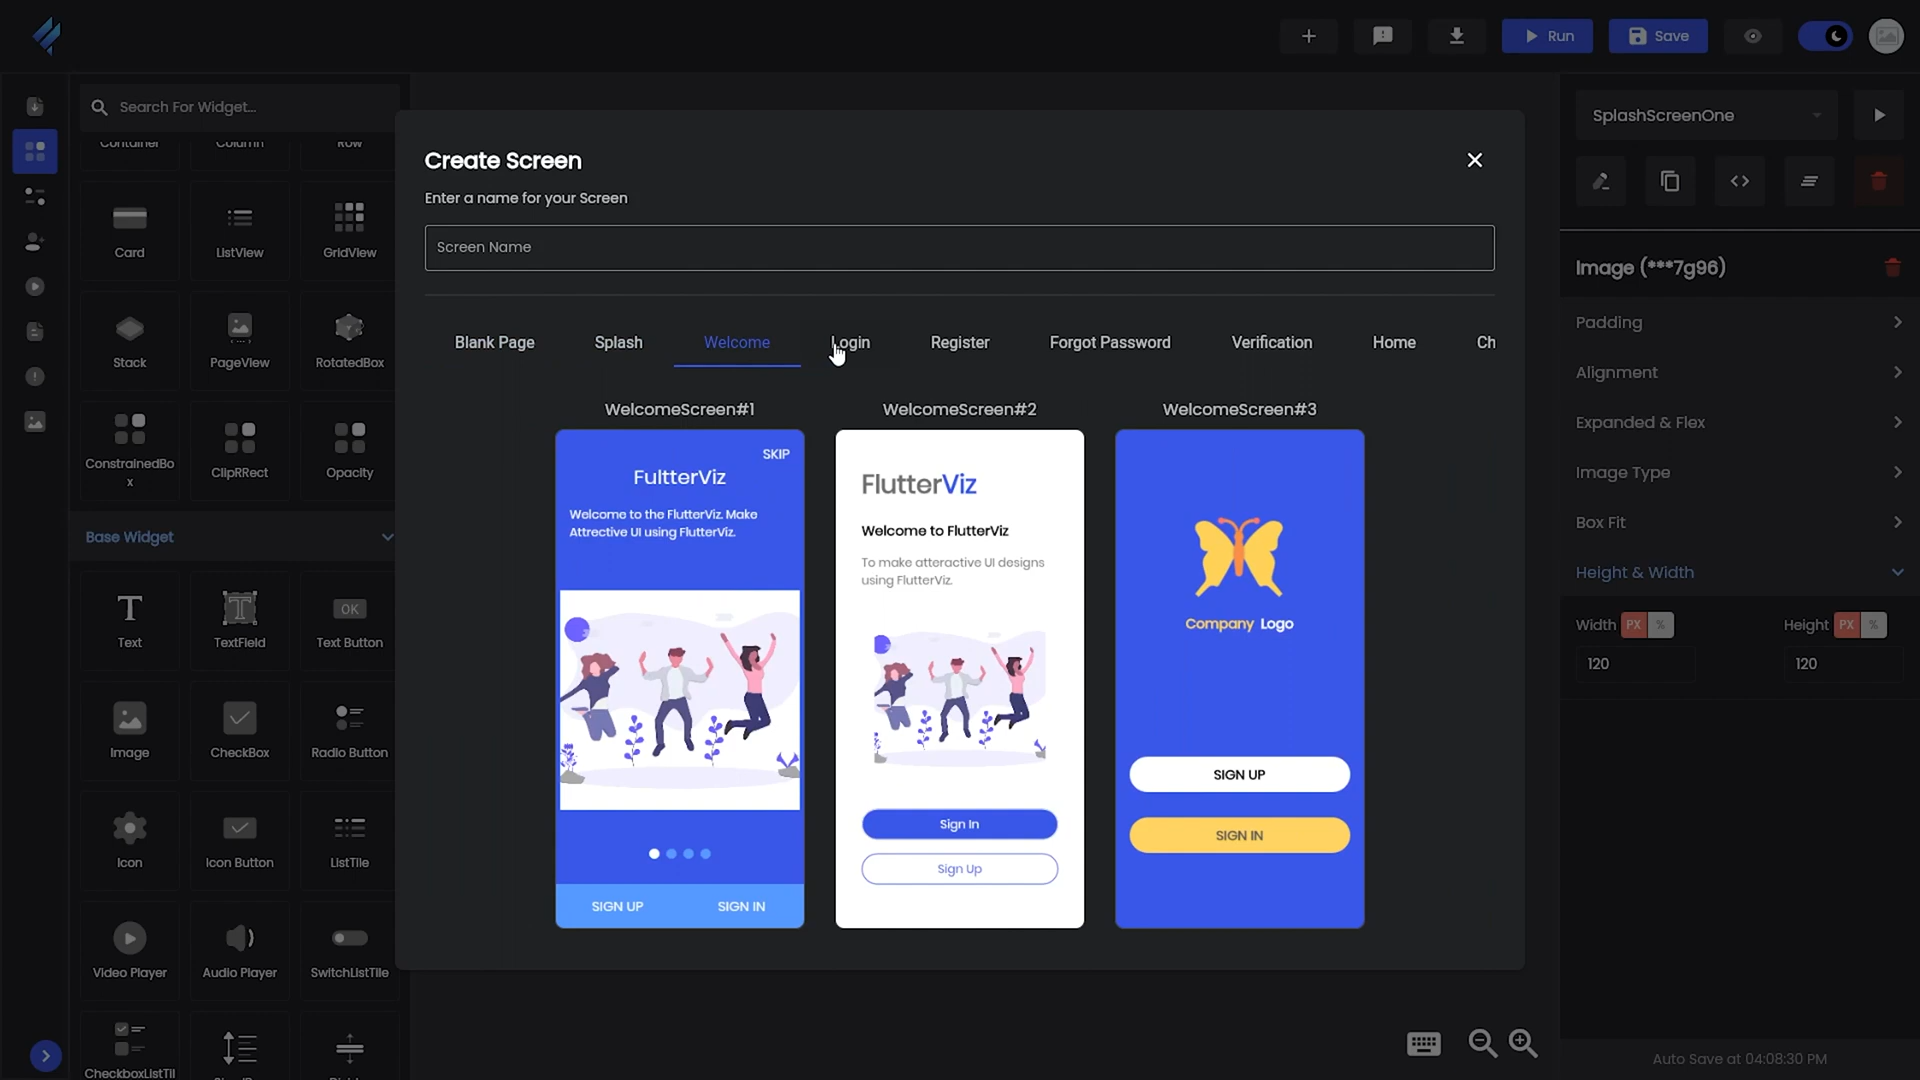 Run
Save
Search For Widget...
Container
Column
Row
Card
ListView
GridView
Stack
PageView
RotatedBox
ConstrainedBo
x
ClipRRect
Opacity
Base Widget
T
Text
T
TextField
OK
Text Button
Image
CheckBox
Radio Button
Icon
Icon Button
ListTile
Video Player
Audio Player
SwitchListTile
CheckboxListTil
Create Screen
Enter a name for your Screen
Screen Name
Blank Page
Splash
Welcome
Login
Register
Forgot Password
Verification
Home
Ch
WelcomeScreen#1
SKIP
FultterViz
Welcome to the FlutterViz. Make
Attrective UI using FlutterViz.
SIGN UP
SIGN IN
WelcomeScreen#2
FlutterViz
Welcome to FlutterViz
To make atteractive UI designs
using FlutterViz.
Sign In
Sign Up
WelcomeScreen#3
Company Logo
SIGN UP
SIGN IN
SplashScreenOne
Image (***7g96)
Padding
Alignment
Expanded & Flex
Image Type
Box Fit
Height & Width
Width PX %
Height PX %
120
120
Auto Save at 04:08:30 PM